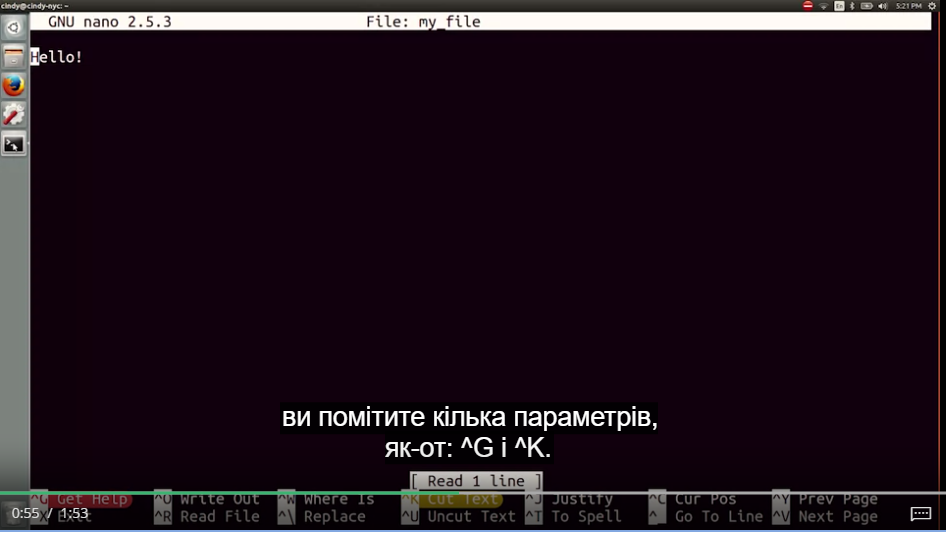 cindy@cindy-nyc: ~ En 5:21 PM
GNU nano 2.5.3 File: my_file
Hello!
ви помітите кілька параметрів,
як-от: ^G і ^K.
[ Read 1 line ]
^G Get Help ^O Write Out ^W Where Is ^K Cut Text ^J Justify ^C Cur Pos ^Y Prev Page
^X Exit ^R Read File ^\ Replace ^U Uncut Text ^T To Spell ^_ Go To Line ^V Next Page
0:55 / 1:53